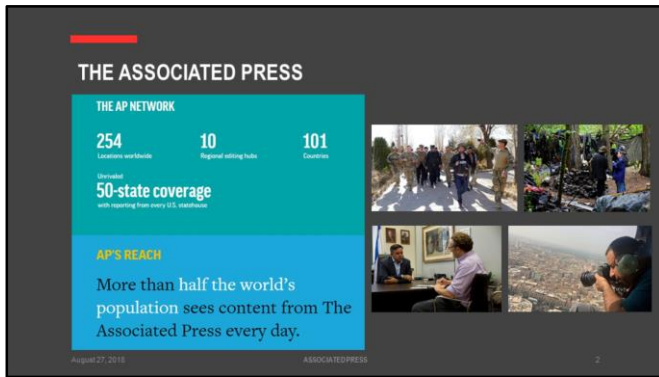 THE ASSOCIATED PRESS
THE AP NETWORK
254
Locations worldwide
10
Regional editing hubs
101
Countries
Unrivaled
50-state coverage
with reporting from every U.S. statehouse
AP'S REACH
More than half the world's
population sees content from The
Associated Press every day.
August 27, 2018
ASSOCIATED PRESS
2